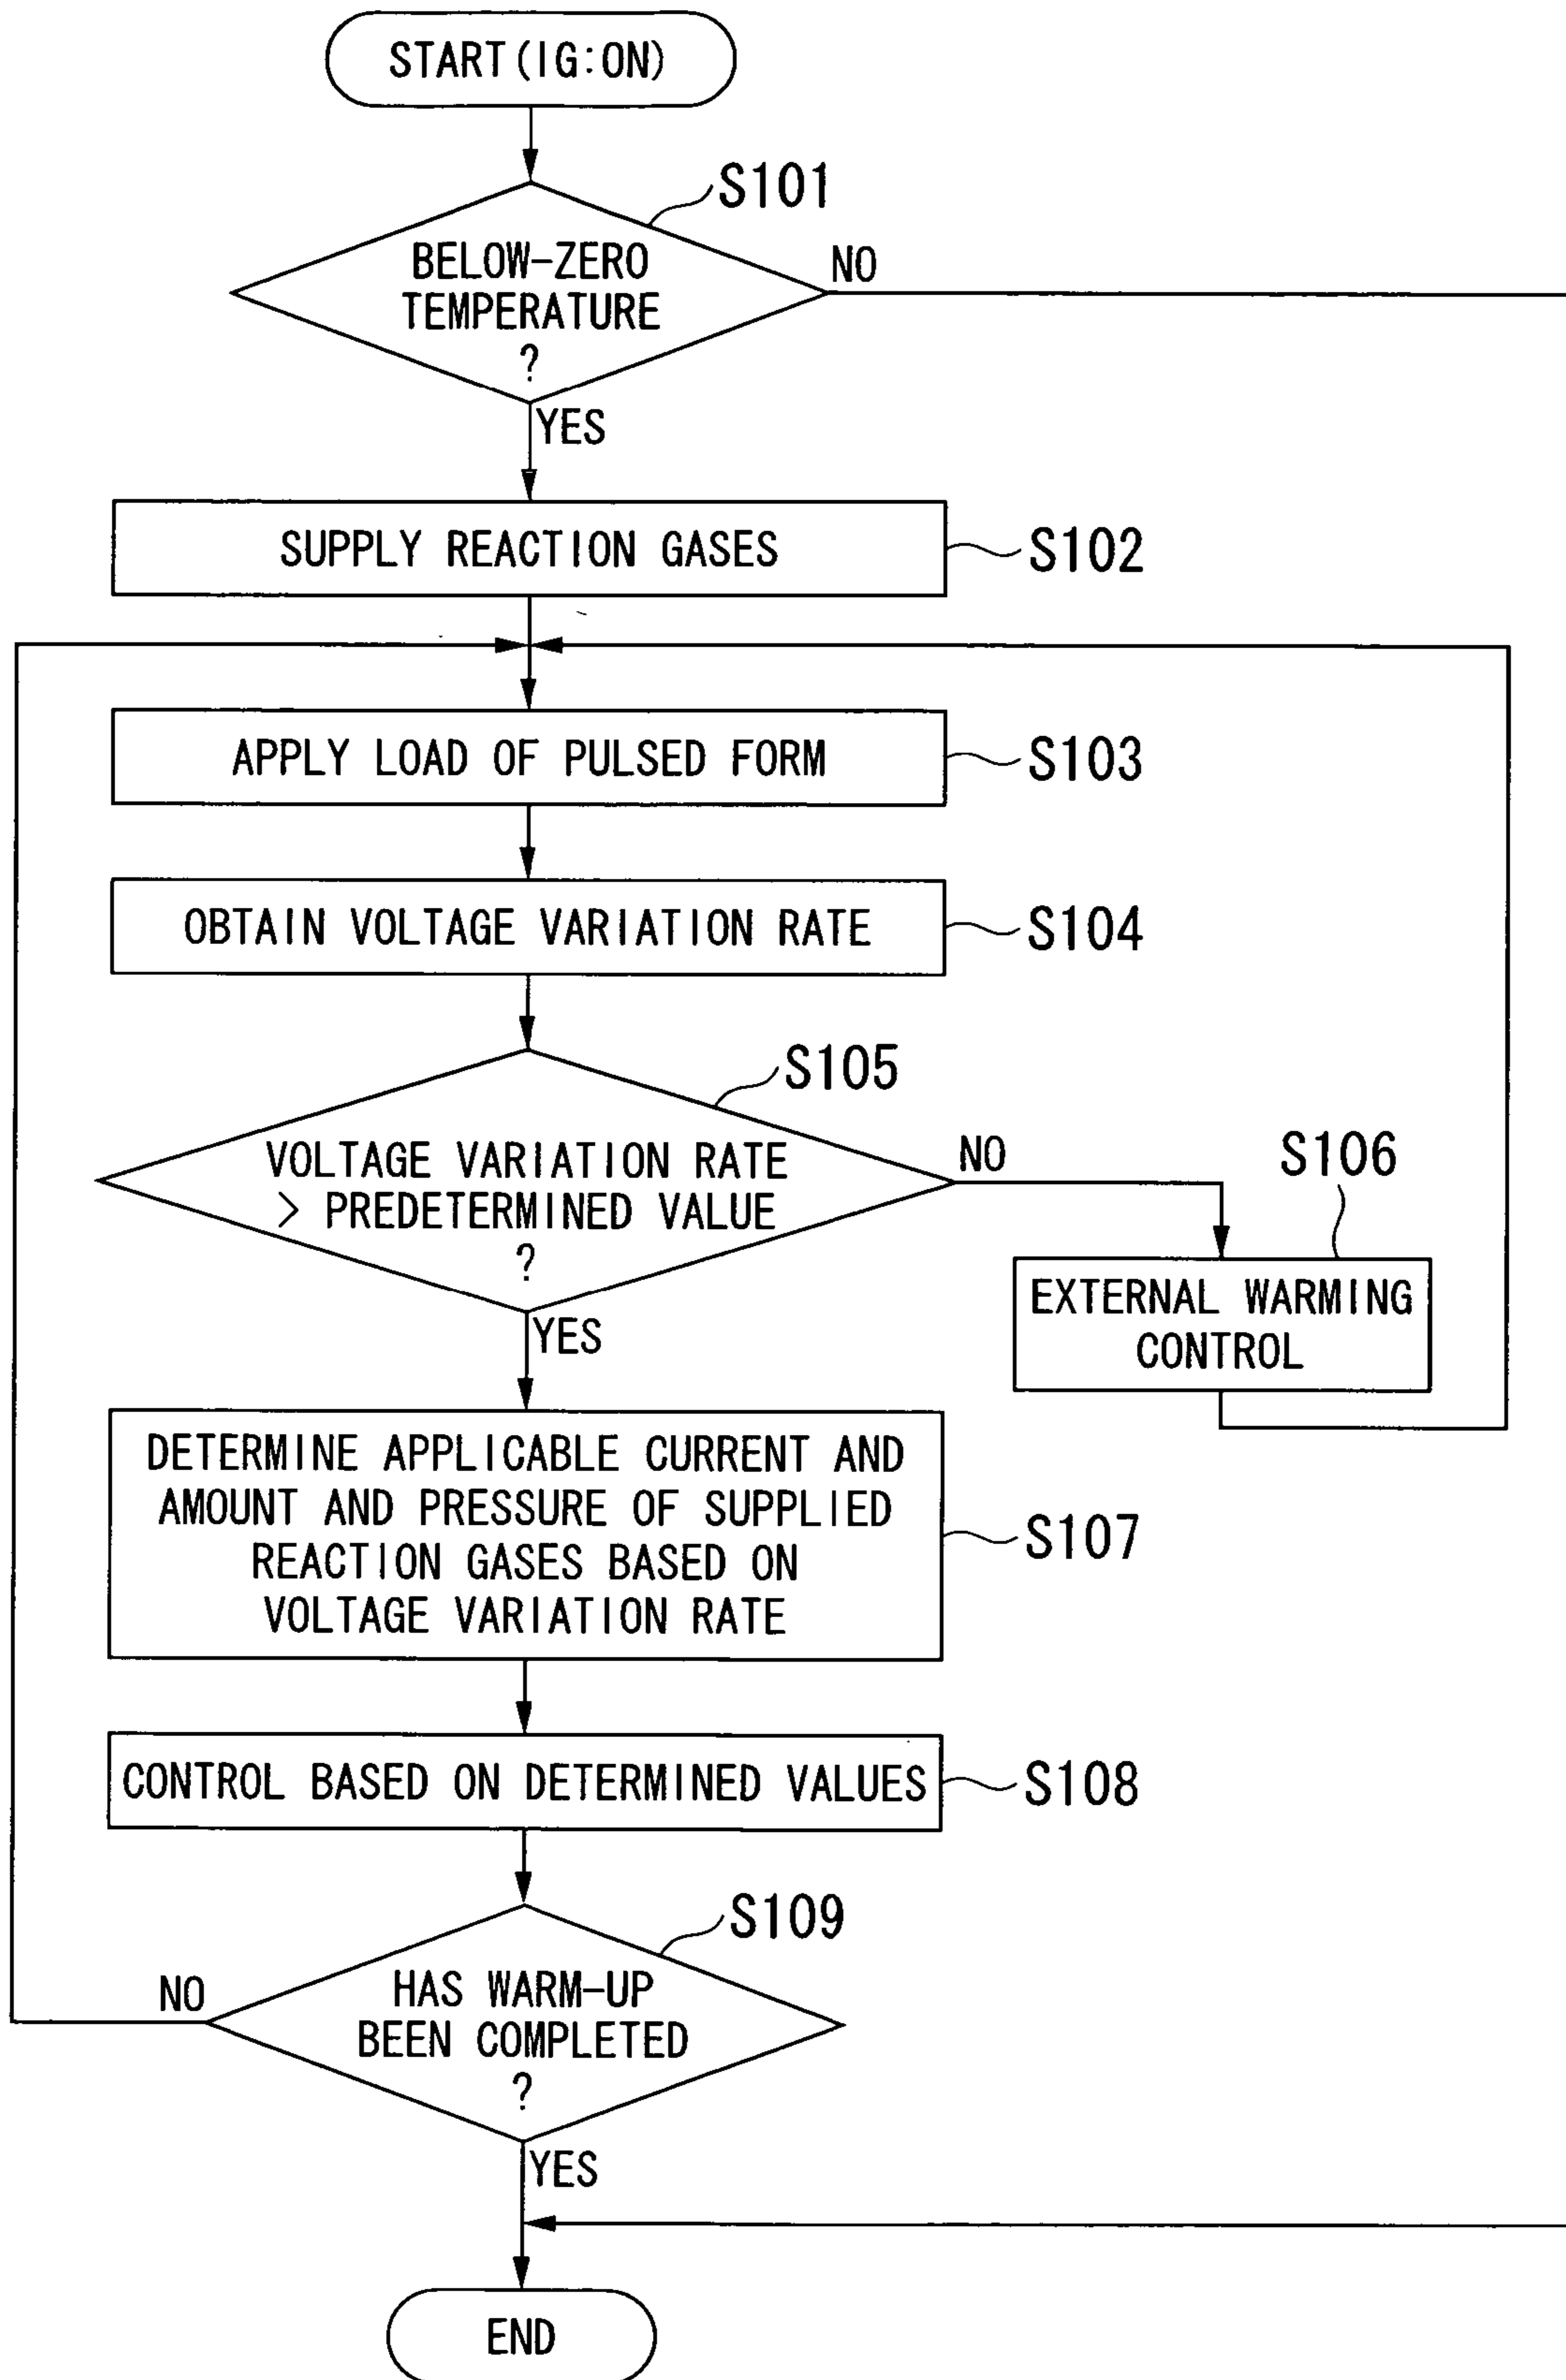 START(IG:ON)
S101
BELOW-ZERO
TEMPERATURE
?
NO
YES
SUPPLY REACTION GASES
S102
APPLY LOAD OF PULSED FORM
S103
OBTAIN VOLTAGE VARIATION RATE
S104
S105
VOLTAGE VARIATION RATE
> PREDETERMINED VALUE
?
NO
YES
S106
EXTERNAL WARMING
CONTROL
DETERMINE APPLICABLE CURRENT AND
AMOUNT AND PRESSURE OF SUPPLIED
REACTION GASES BASED ON
VOLTAGE VARIATION RATE
S107
CONTROL BASED ON DETERMINED VALUES
S108
S109
HAS WARM-UP
BEEN COMPLETED
?
NO
YES
END